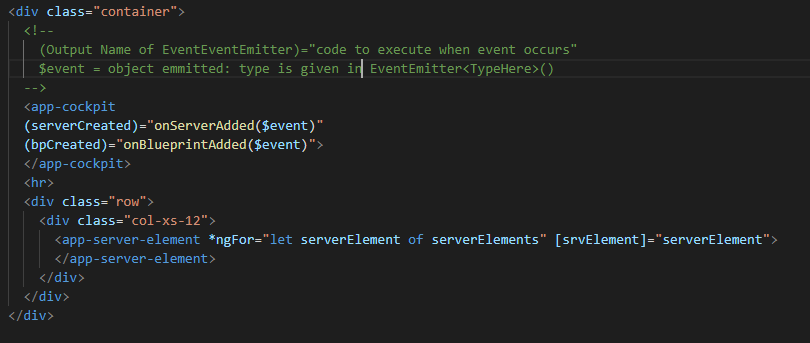 <div class="container">
<!--
(Output Name of EventEventEmitter)="code to execute when event occurs"
$event = object emmitted: type is given in EventEmitter<TypeHere>()
-->
<app-cockpit
(serverCreated)="onServerAdded($event)"
(bpCreated)="onBlueprintAdded($event)">
</app-cockpit>
<hr>
<div class="row">
<div class="col-xs-12">
<app-server-element *ngFor="let serverElement of serverElements" [srvElement]="serverElement">
</app-server-element>
</div>
</div>
</div>